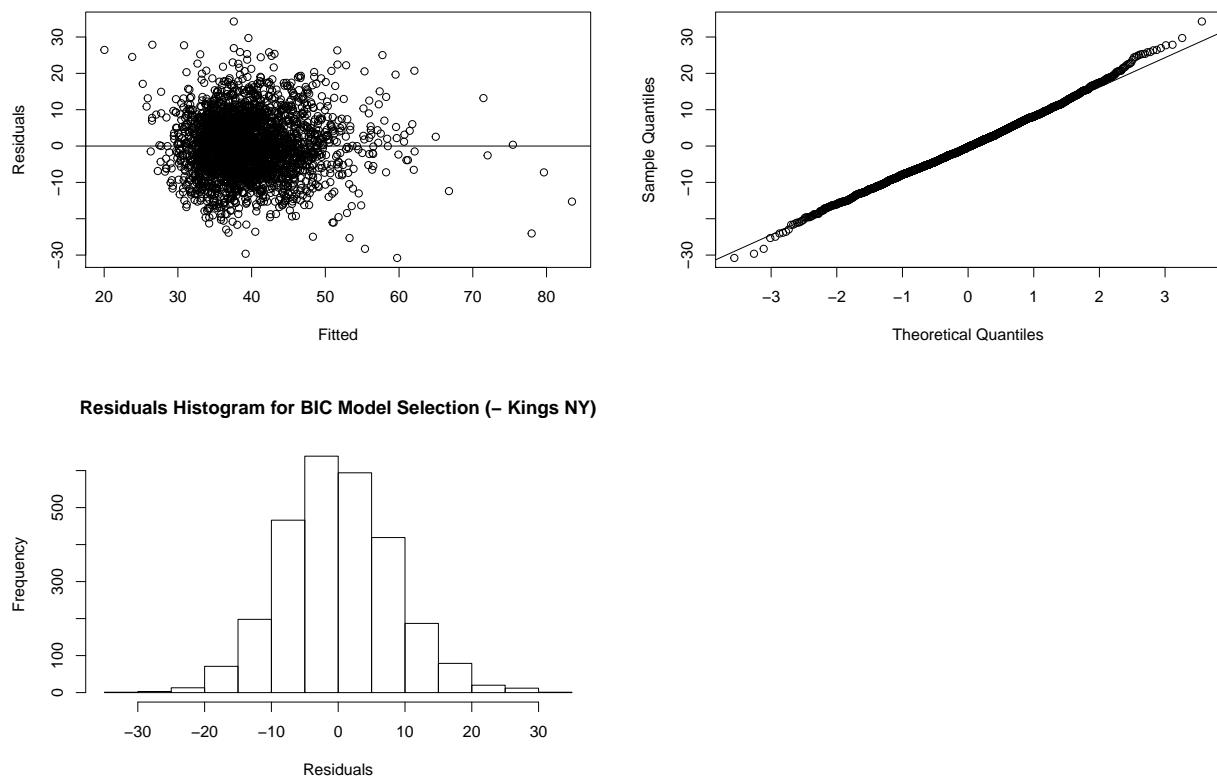 30
20
10
0
−10
−30
Residuals
20 30 40 50 60 70 80
Fitted
30
20
10
0
−10
−30
Sample Quantiles
−3 −2 −1 0 1 2 3
Theoretical Quantiles
Residuals Histogram for BIC Model Selection (− Kings NY)
500
300
100
0
Frequency
−30 −20 −10 0 10 20 30
Residuals